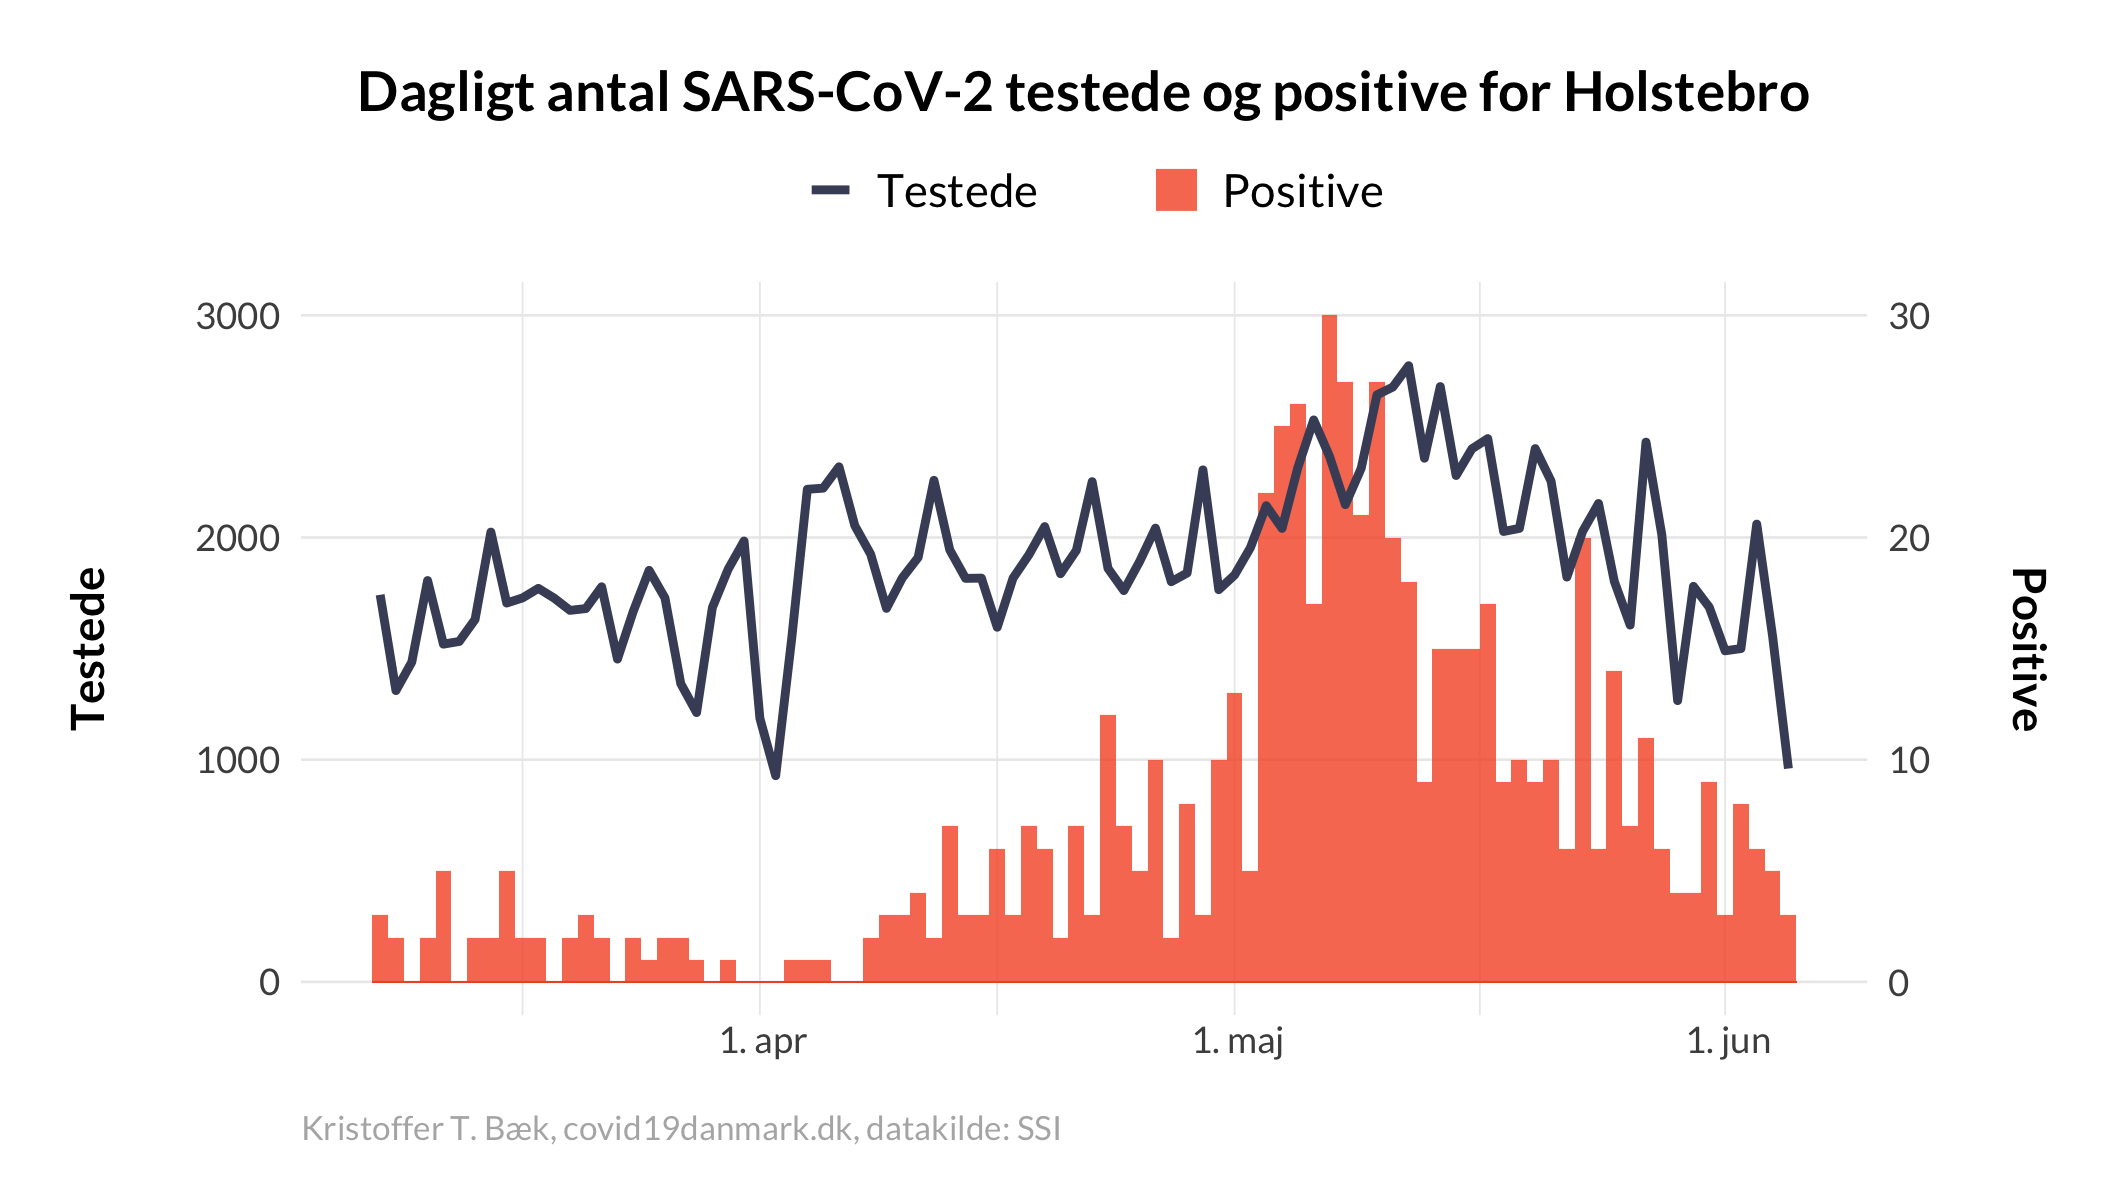 Dagligt antal SARS-CoV-2 testede og positive for Holstebro
Testede
Positive
3000
2000
1000
0
30
20
10
0
Testede
Positive
1. apr
1. maj
1. jun
Kristoffer T. Bæk, covid19danmark.dk, datakilde: SSI